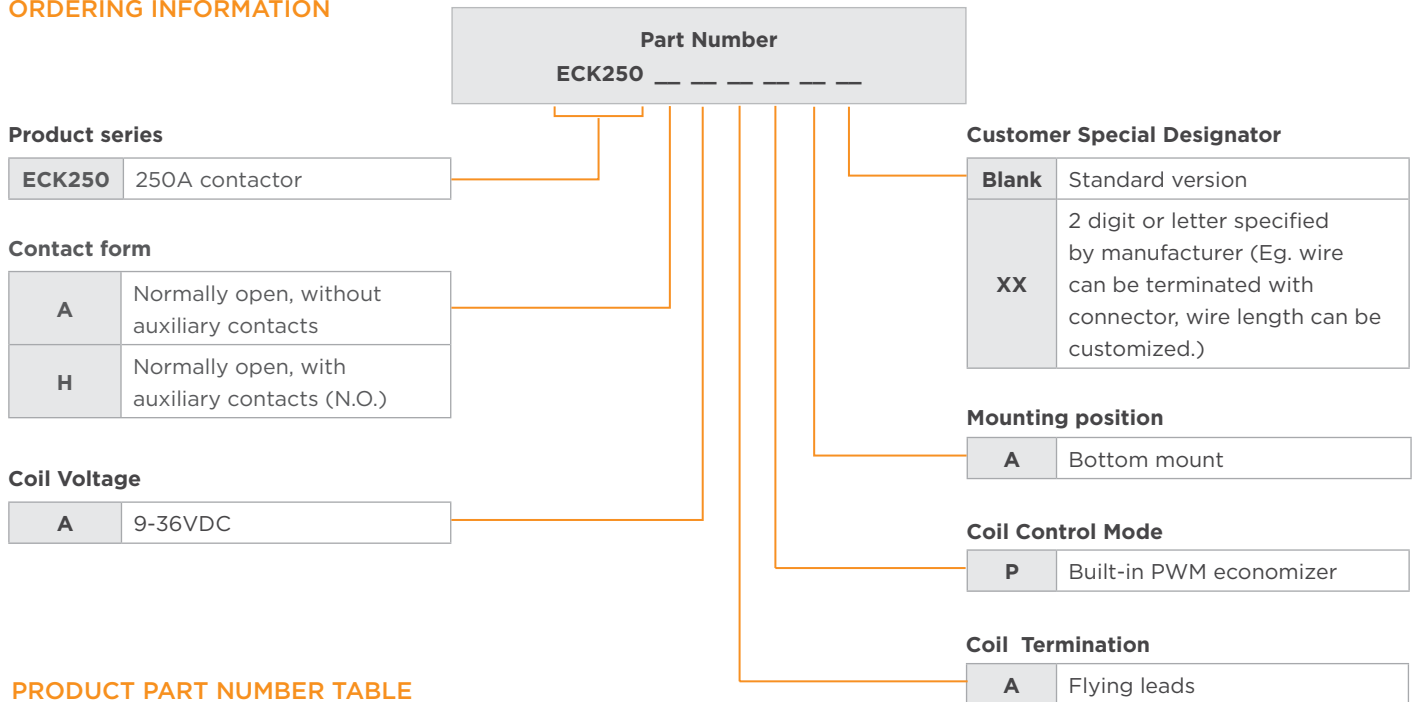 ORDERING INFORMATION
Part Number
ECK250 __ __ __ __ __ __
Product series
ECK250 250A contactor
Contact form
A Normally open, without
auxiliary contacts
H Normally open, with
auxiliary contacts (N.O.)
Coil Voltage
A 9-36VDC
Customer Special Designator
Blank Standard version
XX 2 digit or letter specified
by manufacturer (Eg. wire
can be terminated with
connector, wire length can be
customized.)
Mounting position
A Bottom mount
Coil Control Mode
P Built-in PWM economizer
Coil Termination
A Flying leads
PRODUCT PART NUMBER TABLE